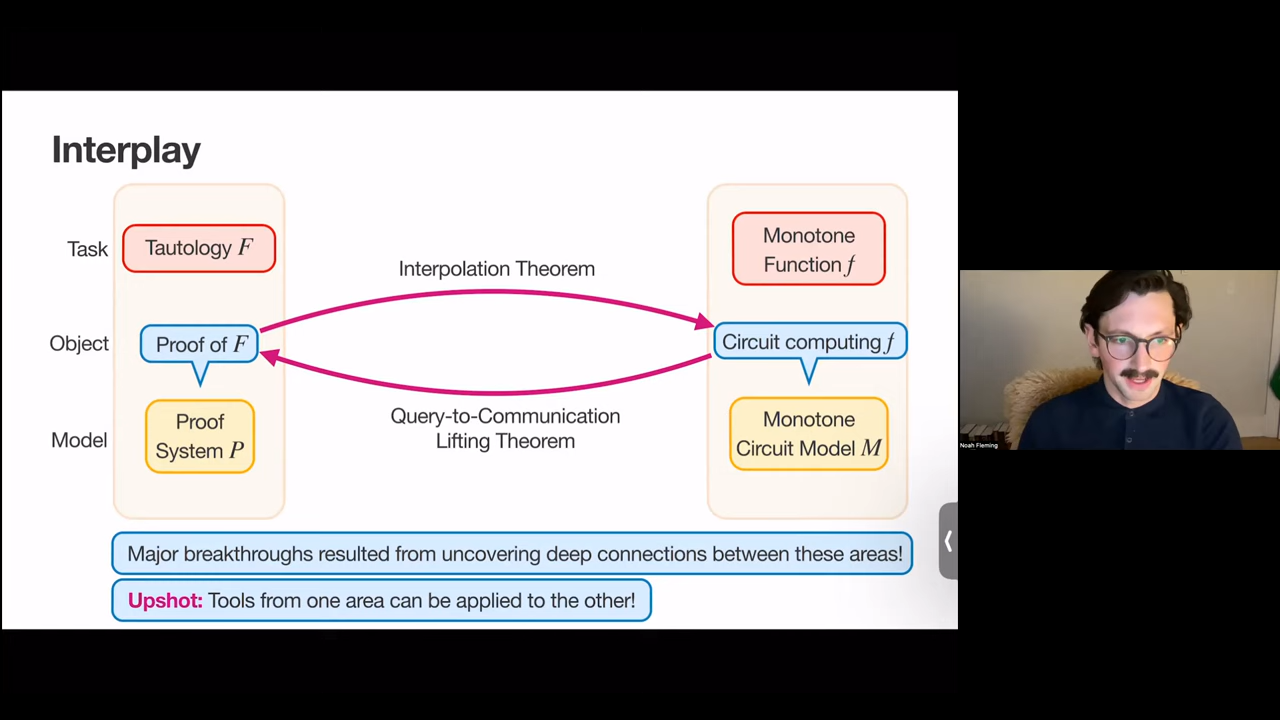 Interplay
Task
Tautology F
Monotone
Function f
Interpolation Theorem
Object
Proof of F
Circuit computing f
Query-to-Communication
Lifting Theorem
Model
Proof
System P
Monotone
Circuit Model M
Major breakthroughs resulted from uncovering deep connections between these areas!
Upshot: Tools from one area can be applied to the other!
Noah Fleming